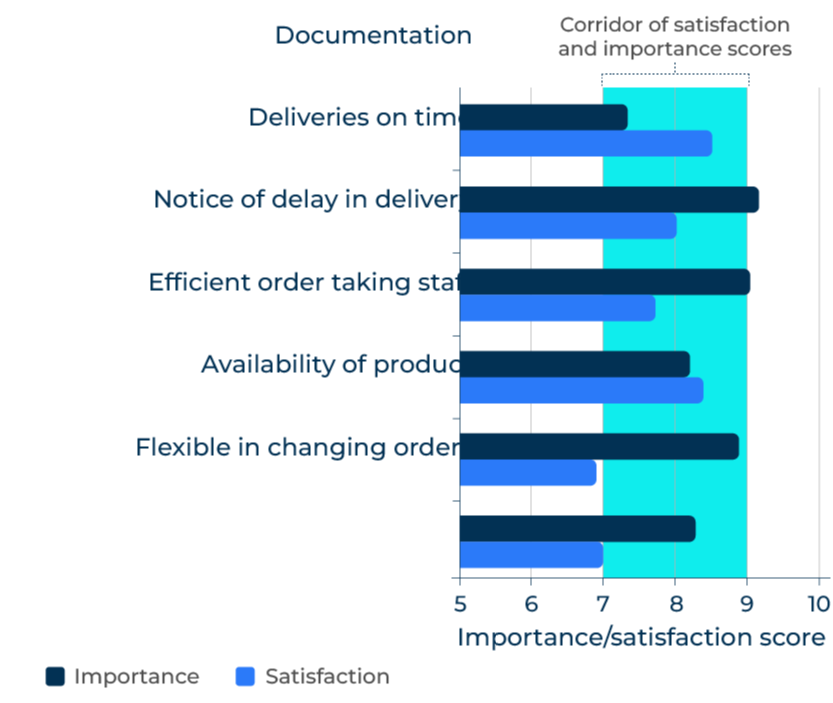 Documentation
Corridor of satisfaction
and importance scores
Deliveries on tim
Notice of delay in deliver
Efficient order taking staf
Availability of produc
Flexible in changing order
5 6 7 8 9 10
Importance/satisfaction score
Importance Satisfaction